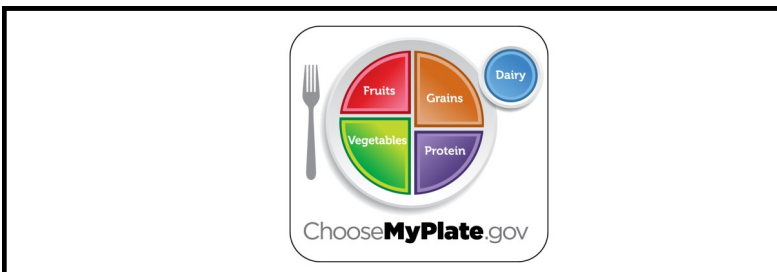 Fruits
Grains
Dairy
Vegetables
Protein
ChooseMyPlate.gov